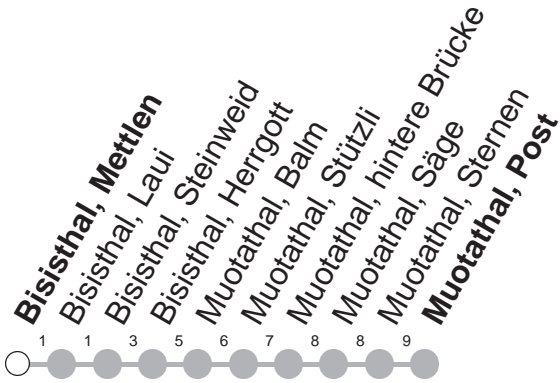 Bisisthal, Mettlen
Bisisthal, Laui
Bisisthal, Steinweid
Bisisthal, Herrgott
Muotathal, Balm
Muotathal, Stützli
Muotathal, hintere Brücke
Muotathal, Säge
Muotathal, Sternen
Muotathal, Post
1 1 3 5 6 7 8 8 9